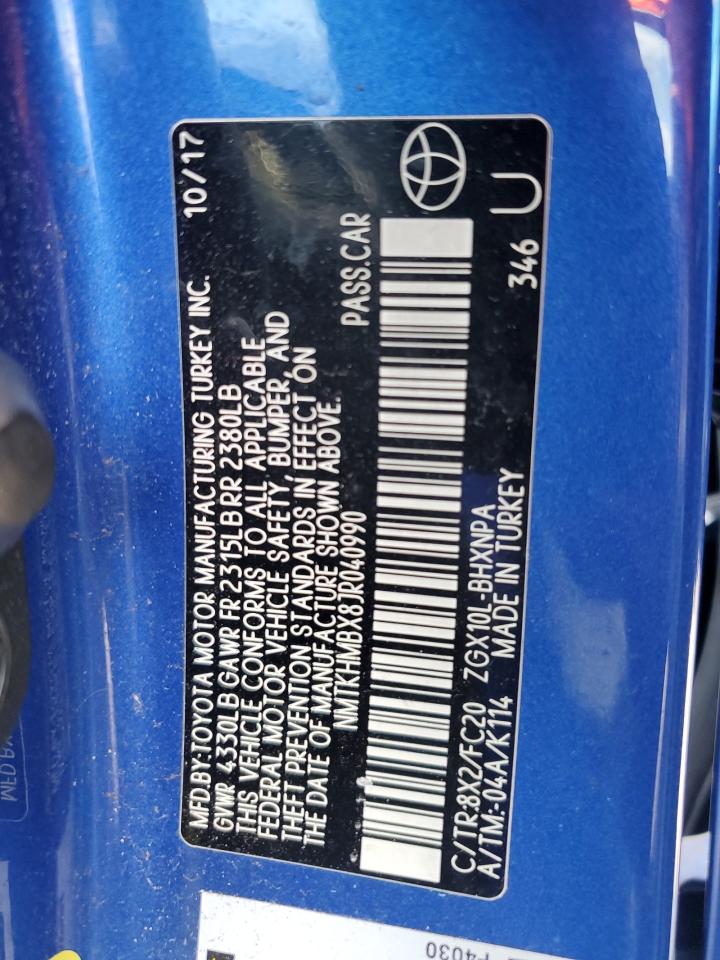 MFD.BY:TOYOTA MOTOR MANUFACTURING TURKEY INC. 10/17
GVWR 4330LB GAWR FR 2315LB RR 2380LB
THIS VEHICLE CONFORMS TO ALL APPLICABLE
FEDERAL MOTOR VEHICLE SAFETY, BUMPER, AND
THEFT PREVENTION STANDARDS IN EFFECT ON
THE DATE OF MANUFACTURE SHOWN ABOVE.
NMTKHMBX8JR040990 PASS.CAR
C/TR:8X2/FC20 ZGX10L-BHXNPA 346 U
A/TM:-04A/K114 MADE IN TURKEY
F4030